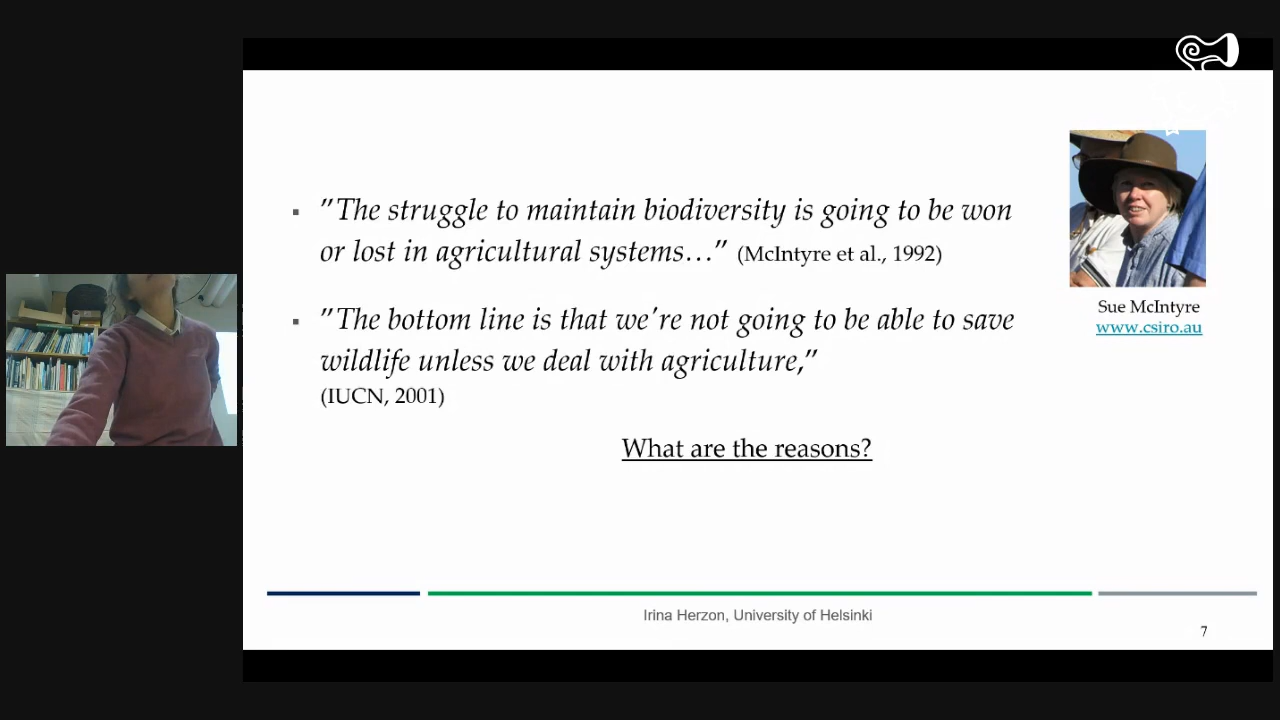 ”The struggle to maintain biodiversity is going to be won
or lost in agricultural systems…” (McIntyre et al., 1992)
”The bottom line is that we’re not going to be able to save
wildlife unless we deal with agriculture,”
(IUCN, 2001)
What are the reasons?
Sue McIntyre
www.csiro.au
Irina Herzon, University of Helsinki
7